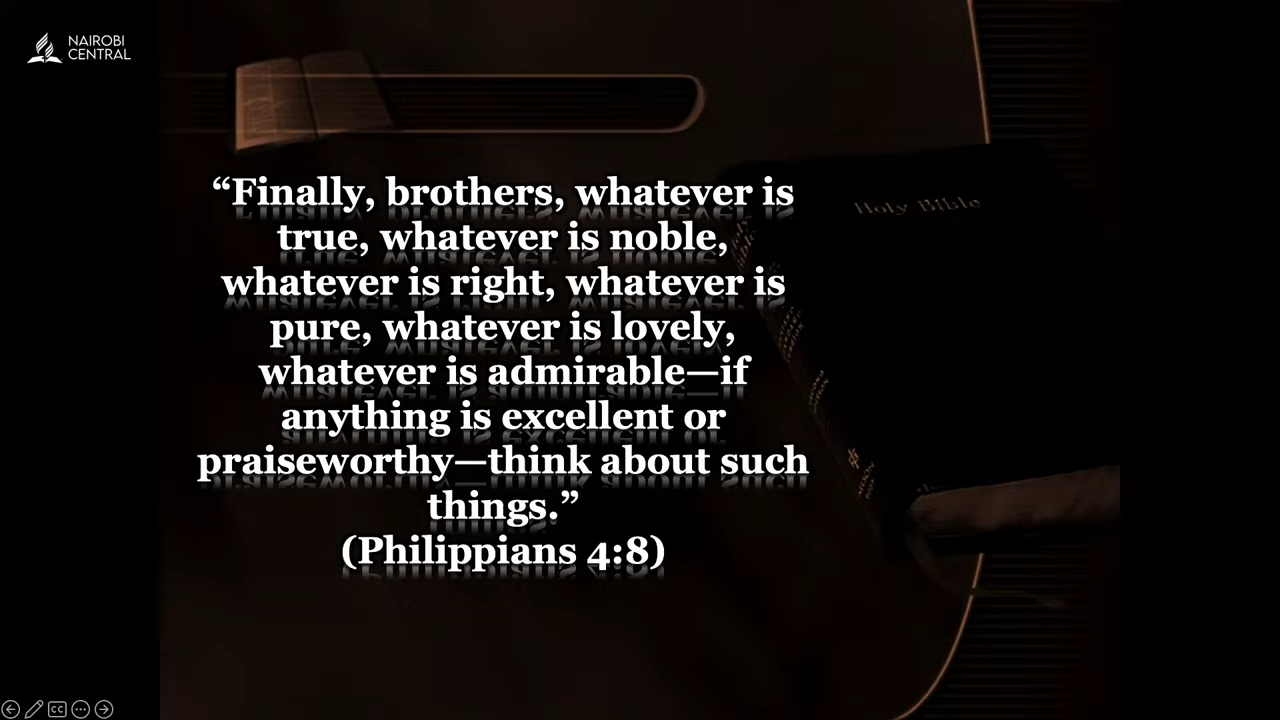 NAIROBI
CENTRAL
“Finally, brothers, whatever is
true, whatever is noble,
whatever is right, whatever is
pure, whatever is lovely,
whatever is admirable—if
anything is excellent or
praiseworthy—think about such
things.”
(Philippians 4:8)
Holy Bible
CC